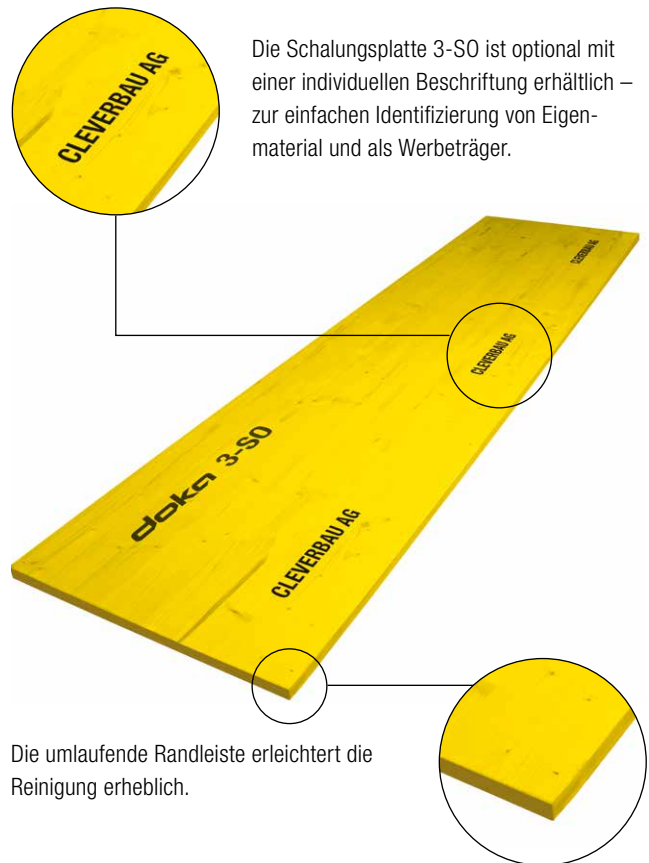 Die Schalungsplatte 3-SO ist optional mit
einer individuellen Beschriftung erhältlich –
zur einfachen Identifizierung von Eigen-
material und als Werbeträger.
CLEVERBAU AG
CLEVERBAU AG
CLEVERBAU AG
doka 3-SO
CLEVERBAU AG
Die umlaufende Randleiste erleichtert die
Reinigung erheblich.